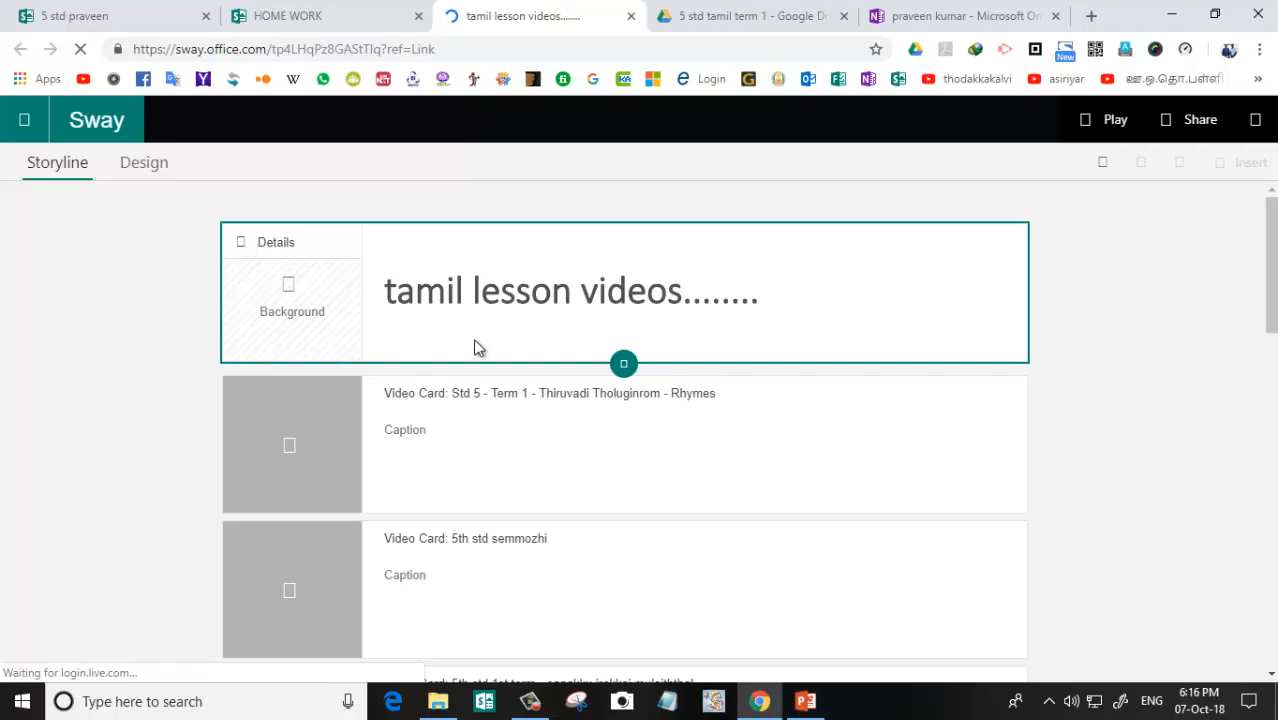 5 std praveen
HOME WORK
tamil lesson videos........
5 std tamil term 1 - Google Dr
praveen kumar - Microsoft On
https://sway.office.com/tp4LHqPz8GAStTIq?ref=Link
New
Apps
Login
thodakkakalvi
asiriyar
ஊ.ஒ.தொ.பள்ளி
Sway
Play
Share
Storyline
Design
Insert
Details
Background
tamil lesson videos........
Video Card: Std 5 - Term 1 - Thiruvadi Tholuginrom - Rhymes
Caption
Video Card: 5th std semmozhi
Caption
Waiting for login.live.com...
Type here to search
ENG
6:16 PM
07-Oct-18